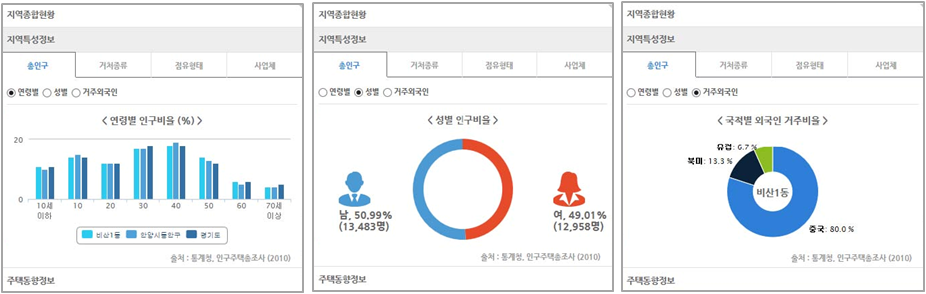 지역종합현황
지역특성정보
총인구 거처종류 점유형태 사업체
연령별 성별 거주외국인
< 연령별 인구비율 (%) >
20
0
10세 이하 10 20 30 40 50 60 70세 이상
비산1동 안양시동안구 경기도
출처 : 통계청, 인구주택총조사 (2010)
주택동향정보
지역종합현황
지역특성정보
총인구 거처종류 점유형태 사업체
연령별 성별 거주외국인
< 성별 인구비율 >
남, 50,99%
(13,483명)
여, 49,01%
(12,958명)
출처 : 통계청, 인구주택총조사 (2010)
주택동향정보
지역종합현황
지역특성정보
총인구 거처종류 점유형태 사업체
연령별 성별 거주외국인
< 국적별 외국인 거주비율 >
유럽: 6.7 %
북미: 13.3 %
비산1동
중국: 80.0 %
출처 : 통계청, 인구주택총조사 (2010)
주택동향정보